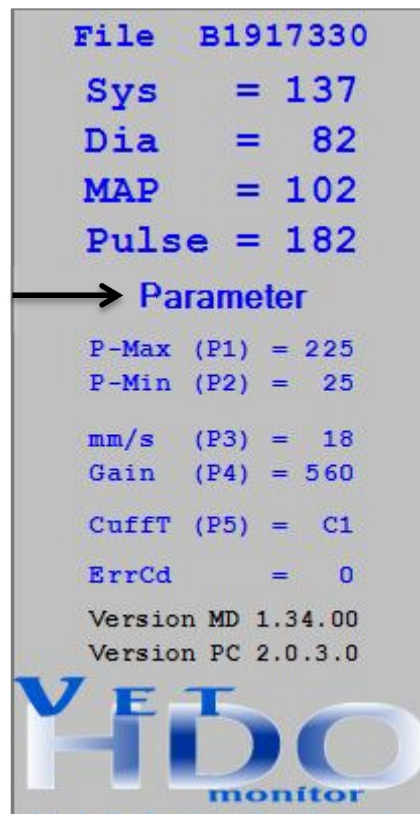 File B1917330
Sys = 137
Dia = 82
MAP = 102
Pulse = 182
Parameter
P-Max (P1) = 225
P-Min (P2) = 25
mm/s (P3) = 18
Gain (P4) = 560
CuffT (P5) = C1
ErrCd = 0
Version MD 1.34.00
Version PC 2.0.3.0
VET
HDO
monitor